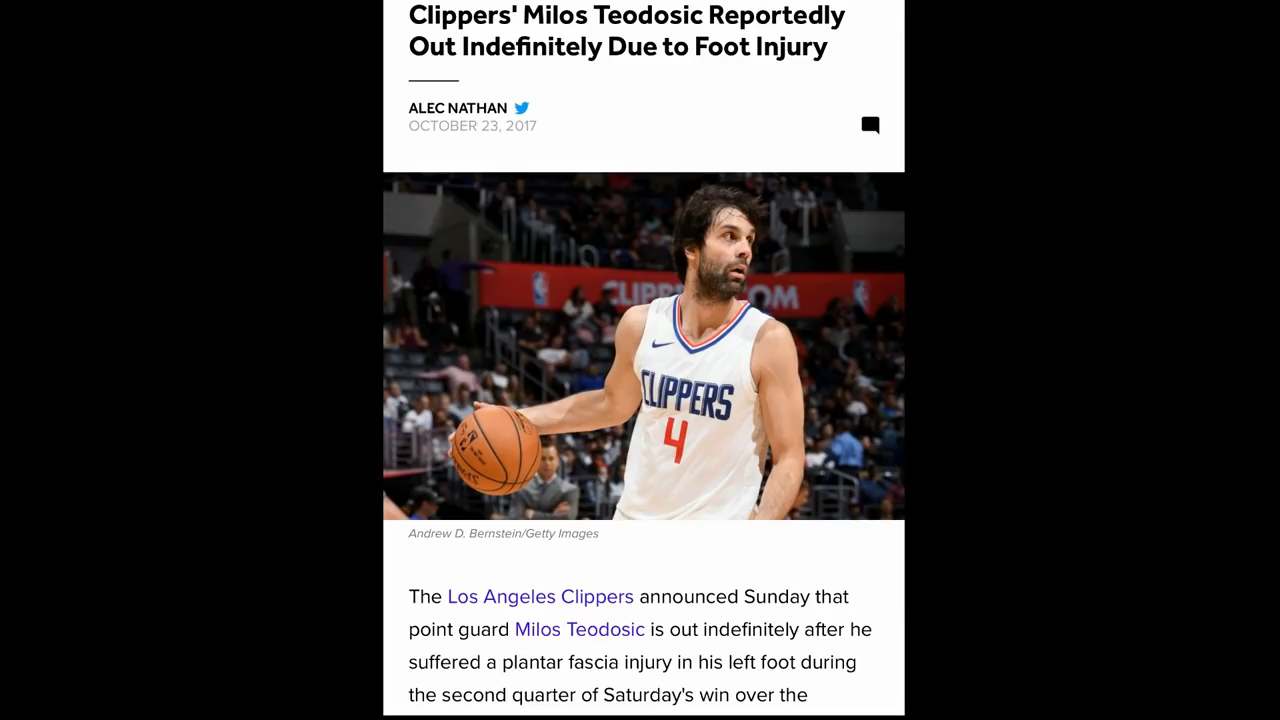 Clippers' Milos Teodosic Reportedly
Out Indefinitely Due to Foot Injury
ALEC NATHAN
OCTOBER 23, 2017
CLIPPERS
4
Andrew D. Bernstein/Getty Images
The Los Angeles Clippers announced Sunday that
point guard Milos Teodosic is out indefinitely after he
suffered a plantar fascia injury in his left foot during
the second quarter of Saturday's win over the